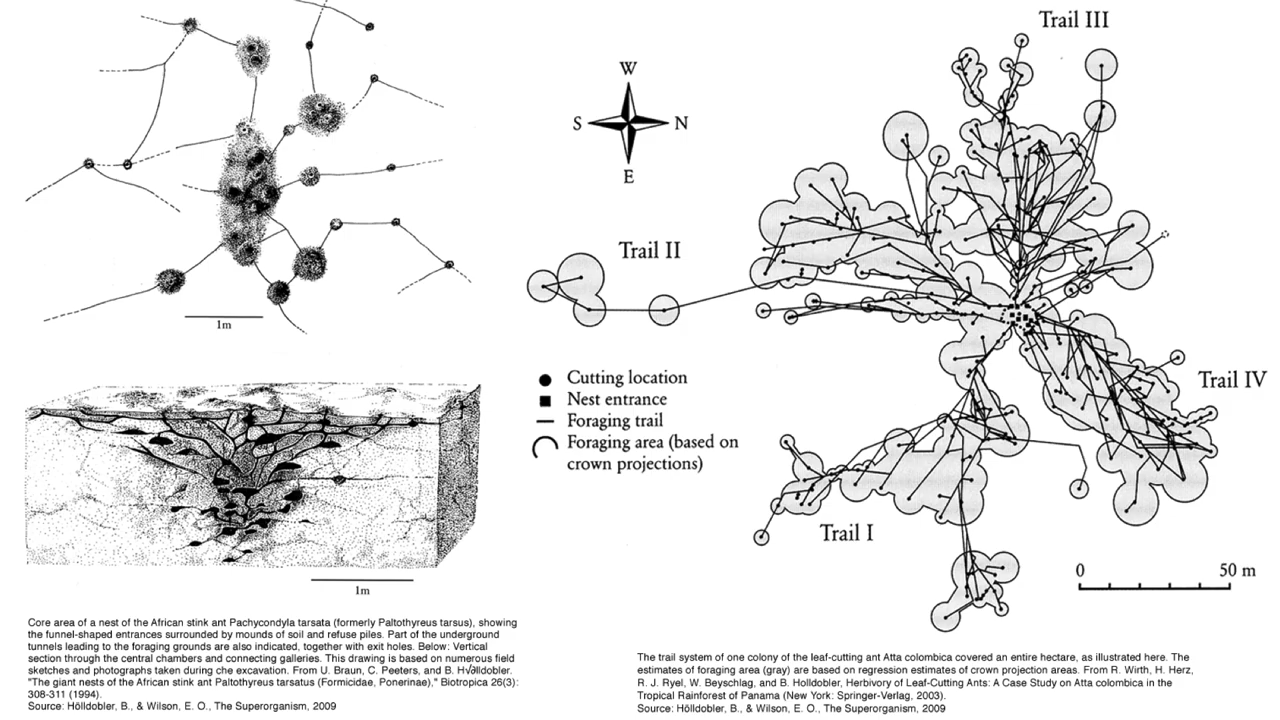 1m
1m
Core area of a nest of the African stink ant Pachycondyla tarsata (formerly Paltothyreus tarsus), showing
the funnel-shaped entrances surrounded by mounds of soil and refuse piles. Part of the underground
tunnels leading to the foraging grounds are also indicated, together with exit holes. Below: Vertical
section through the central chambers and connecting galleries. This drawing is based on numerous field
sketches and photographs taken during che excavation. From U. Braun, C. Peeters, and B. H√∂lldobler.
"The giant nests of the African stink ant Paltothyreus tarsatus (Formicidae, Ponerinae)," Biotropica 26(3):
308-311 (1994).
Source: Hölldobler, B., & Wilson, E. O., The Superorganism, 2009
Trail III
W
S
N
E
Trail II
Cutting location
Nest entrance
Foraging trail
Foraging area (based on
crown projections)
Trail IV
Trail I
0
50 m
The trail system of one colony of the leaf-cutting ant Atta colombica covered an entire hectare, as illustrated here. The
estimates of foraging area (gray) are based on regression estimates of crown projection areas. From R. Wirth, H. Herz,
R. J. Ryel, W. Beyschlag, and B. Holldobler, Herbivory of Leaf-Cutting Ants: A Case Study on Atta colombica in the
Tropical Rainforest of Panama (New York: Springer-Verlag, 2003).
Source: Hölldobler, B., & Wilson, E. O., The Superorganism, 2009